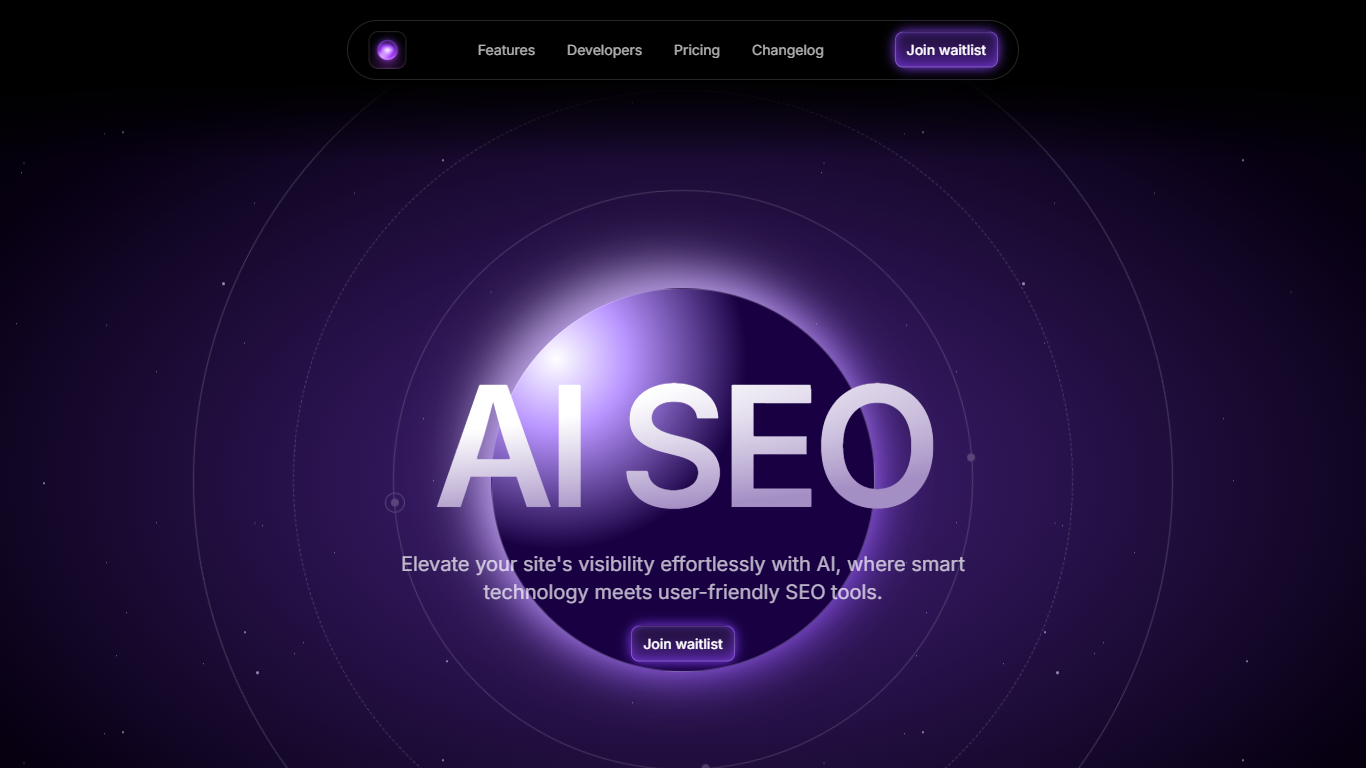 Features
Developers
Pricing
Changelog
Join waitlist
AI SEO
Elevate your site's visibility effortlessly with AI, where smart
technology meets user-friendly SEO tools.
Join waitlist